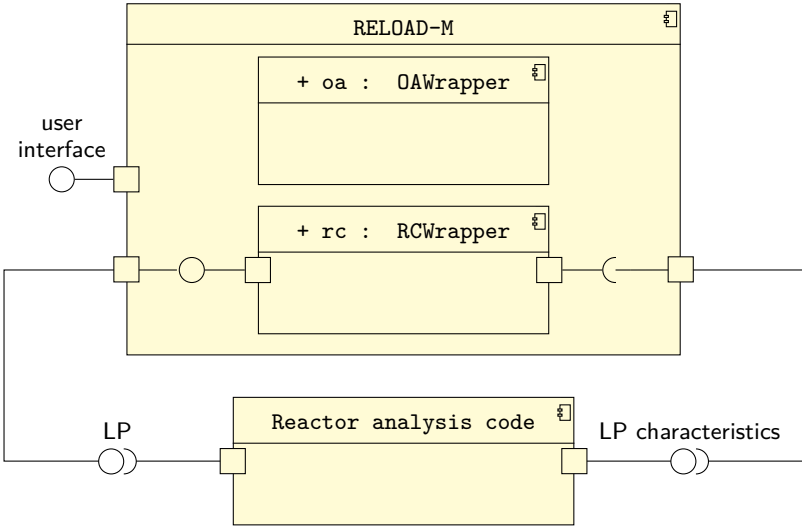 RELOAD-M
+ oa : OAWrapper
user
interface
+ rc : RCWrapper
Reactor analysis code
LP
LP characteristics